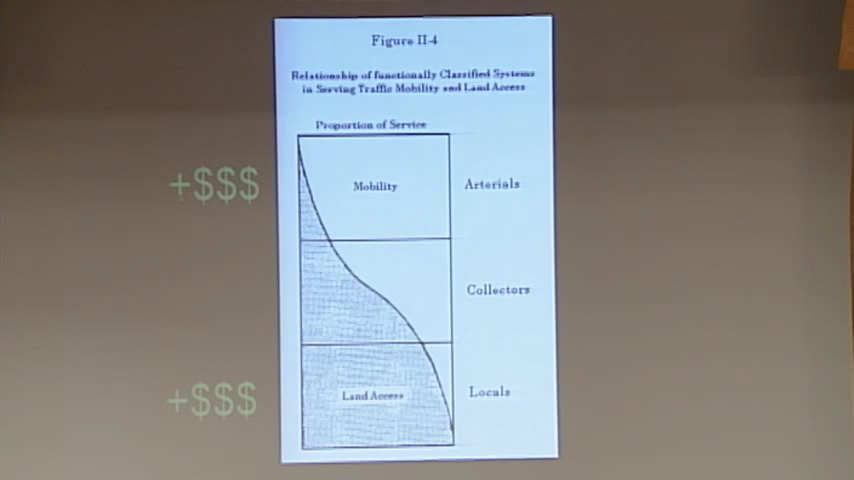 Figure II-4
Relationship of functionally Classified Systems
in Serving Traffic Mobility and Land Access
Proportion of Service
+$$$
Mobility
Arterials
Collectors
+$$$
Land Access
Locals